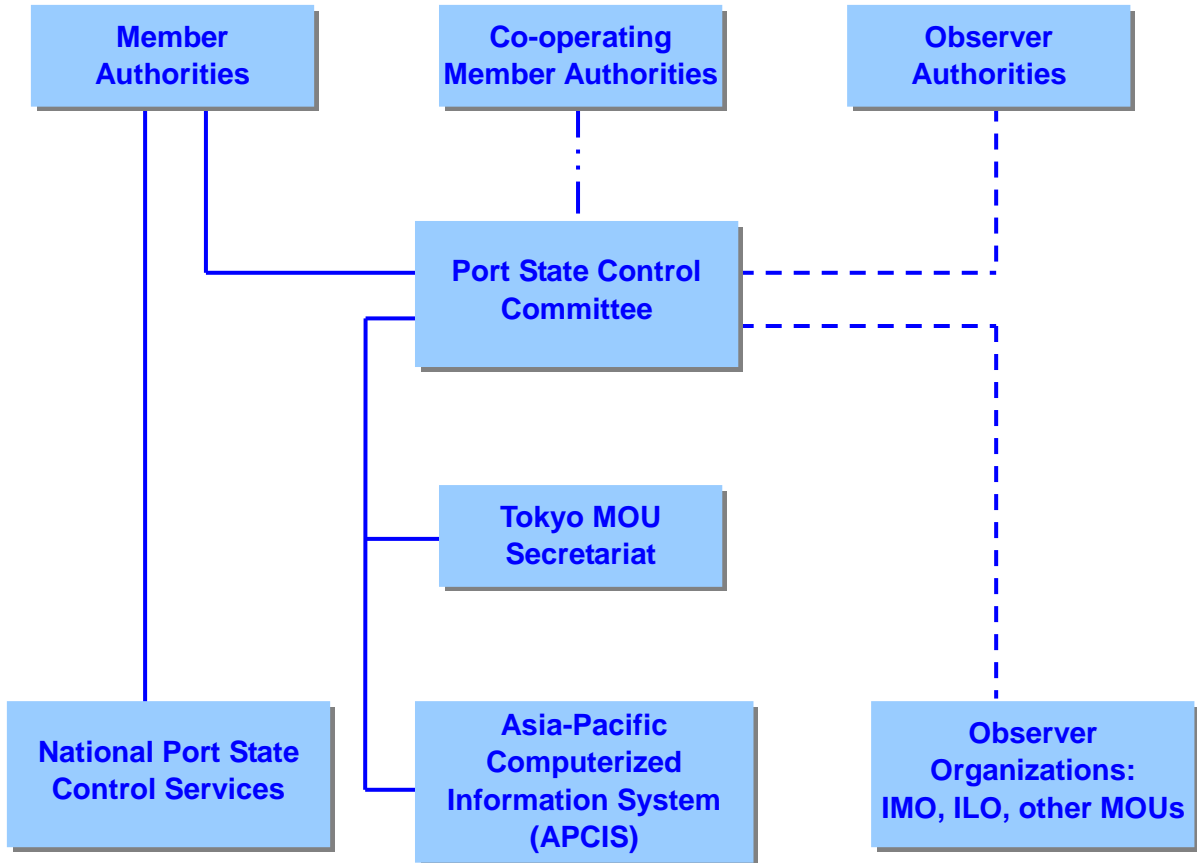 Member
Authorities
Co-operating
Member Authorities
Observer
Authorities
Port State Control
Committee
Tokyo MOU
Secretariat
National Port State
Control Services
Asia-Pacific
Computerized
Information System
(APCIS)
Observer
Organizations:
IMO, ILO, other MOUs